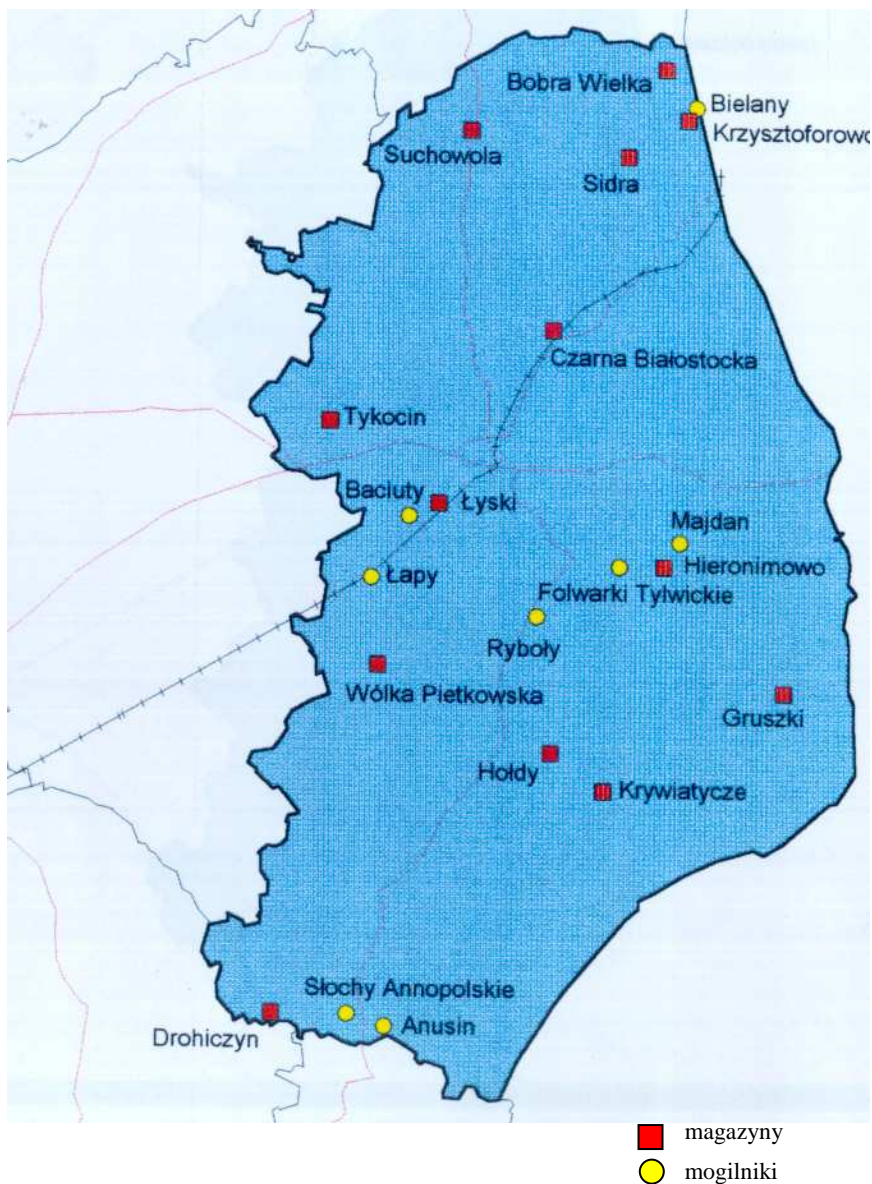 Bobra Wielka
Bielany
Krzysztoforowo
Suchowola
Sidra
Czarna Białostocka
Tykocin
Baciuty
Łyski
Majdan
Łapy
Hieronimowo
Folwarki Tylwickie
Ryboły
Wólka Pietkowska
Gruszki
Hołdy
Krywiatycze
Słochy Annopolskie
Drohiczyn
Anusin
magazyny
mogilniki